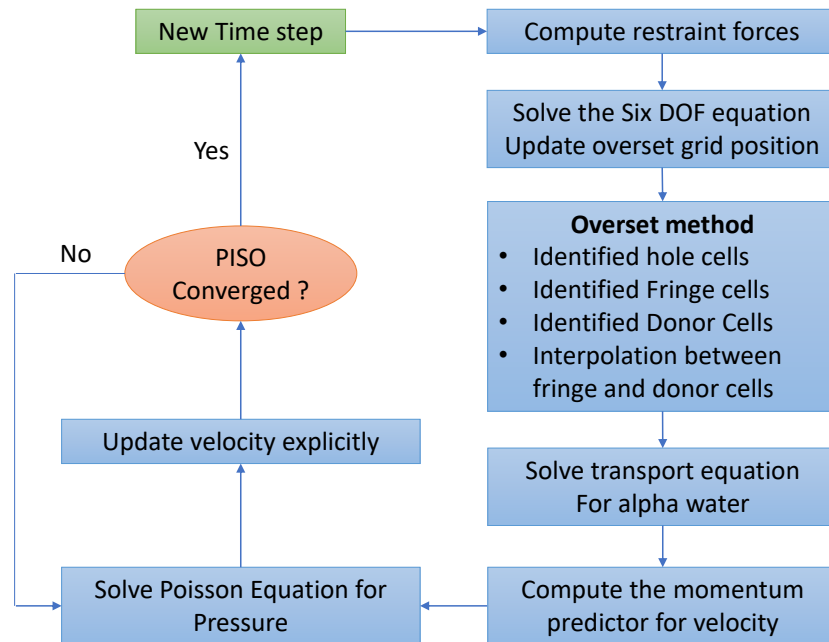 New Time step
Compute restraint forces
Solve the Six DOF equation
Update overset grid position
Overset method
• Identified hole cells
• Identified Fringe cells
• Identified Donor Cells
• Interpolation between
fringe and donor cells
Solve transport equation
For alpha water
Compute the momentum
predictor for velocity
Solve Poisson Equation for
Pressure
Update velocity explicitly
PISO
Converged ?
Yes
No